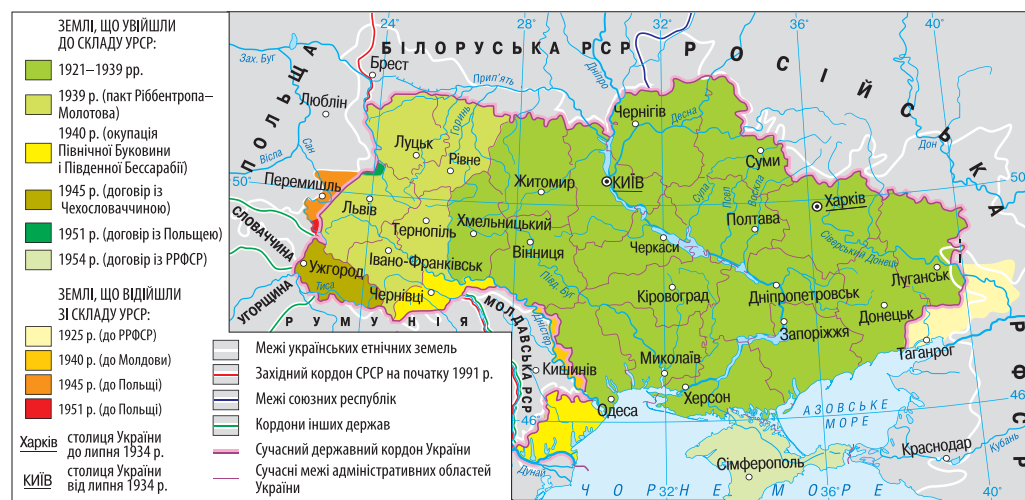 ЗЕМЛІ, ЩО УВІЙШЛИ
ДО СКЛАДУ УРСР:
1921–1939 рр.
1939 р. (пакт Ріббентропа–
Молотова)
1940 р. (окупація
Північної Буковини
і Південної Бессарабії)
1945 р. (договір із
Чехословаччиною)
1951 р. (договір із Польщею)
1954 р. (договір із РРФСР)
ЗЕМЛІ, ЩО ВІДІЙШЛИ
ЗІ СКЛАДУ УРСР:
1925 р. (до РРФСР)
1940 р. (до Молдови)
1945 р. (до Польщі)
1951 р. (до Польщі)
Харків
столиця України
до липня 1934 р.
КИЇВ
столиця України
від липня 1934 р.
Межі українських етнічних земель
Західний кордон СРСР на початку 1991 р.
Межі союзних республік
Кордони інших держав
Сучасний державний кордон України
Сучасні межі адміністративних областей
України
24°
28°
32°
36°
40°
ПОЛЬЩА
БІЛОРУСЬКА РСР
РОСІЙСЬКА
РФСР
СЛОВАЧЧИНА
УГОРЩИНА
РУМУНІЯ
МОЛДАВСЬКА РСР
Зах. Буг
Брест
Прип'ять
Дніпро
Люблін
Вісла
Сан
Горинь
Чернігів
Десна
Луцьк
Рівне
Суми
Дон
50°
50°
Перемишль
Львів
Житомир
КИЇВ
Сула
Псел
Ворскла
Харків
Тернопіль
Хмельницький
Полтава
Вінниця
Черкаси
Сіверський Донець
Ужгород
Івано-Франківськ
Тиса
Чернівці
Півд. Буг
Дністер
Кіровоград
Дніпропетровськ
Луганськ
Донецьк
Запоріжжя
Таганрог
Кишинів
Миколаїв
Херсон
Одеса
46°
46°
АЗОВСЬКЕ
МОРЕ
Краснодар
Кубань
Дунай
Сімферополь
ЧОРНЕ МОРЕ
32°
36°
40°